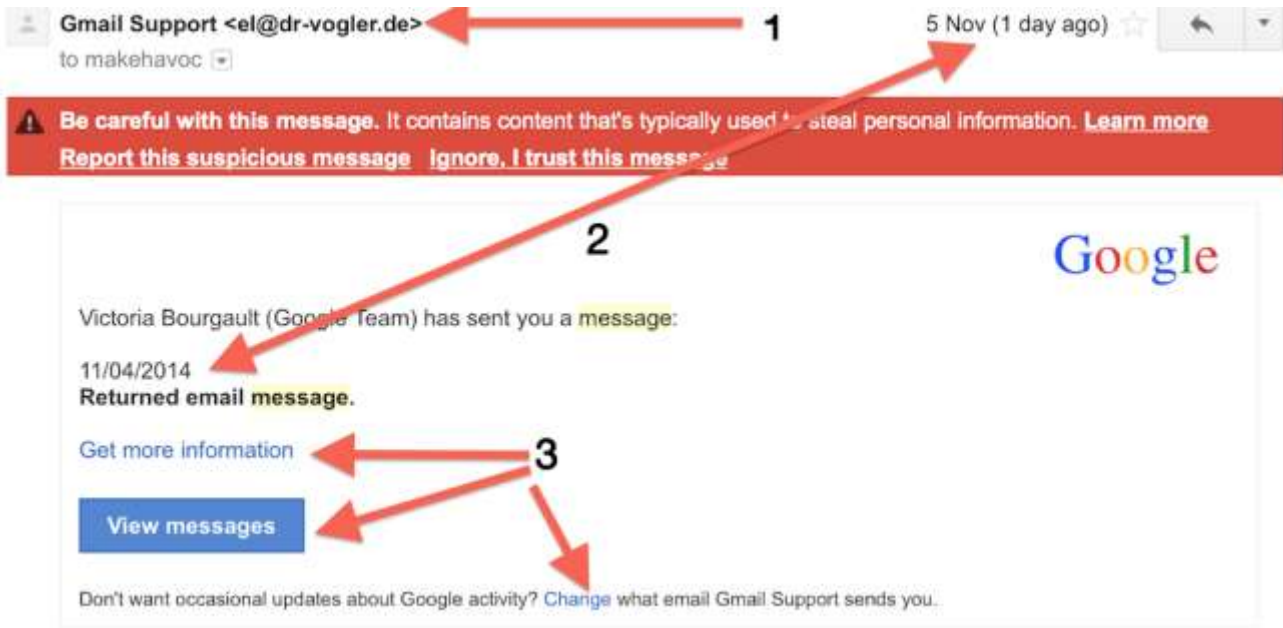 Gmail Support <el@dr-vogler.de> 1 5 Nov (1 day ago)
to makehavoc
Be careful with this message. It contains content that's typically used to steal personal information. Learn more
Report this suspicious message Ignore, I trust this message
2
Google
Victoria Bourgault (Google Team) has sent you a message:
11/04/2014
Returned email message.
Get more information
3
View messages
Don't want occasional updates about Google activity? Change what email Gmail Support sends you.